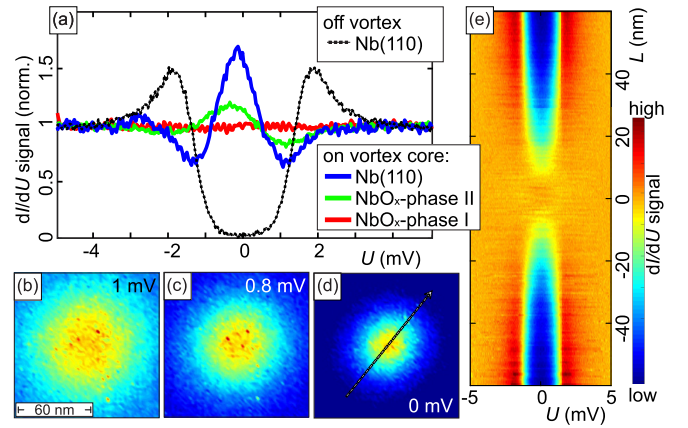 (a)
off vortex
Nb(110)
dI/dU signal (norm.)
1.5
1
0.5
0
-4
-2
0
2
U (mV)
on vortex core:
Nb(110)
NbOₓ-phase II
NbOₓ-phase I
(b)
1 mV
60 nm
(c)
0.8 mV
(d)
0 mV
(e)
L (nm)
40
20
0
-20
-40
high
dI/dU signal
low
-5
0
5
U (mV)